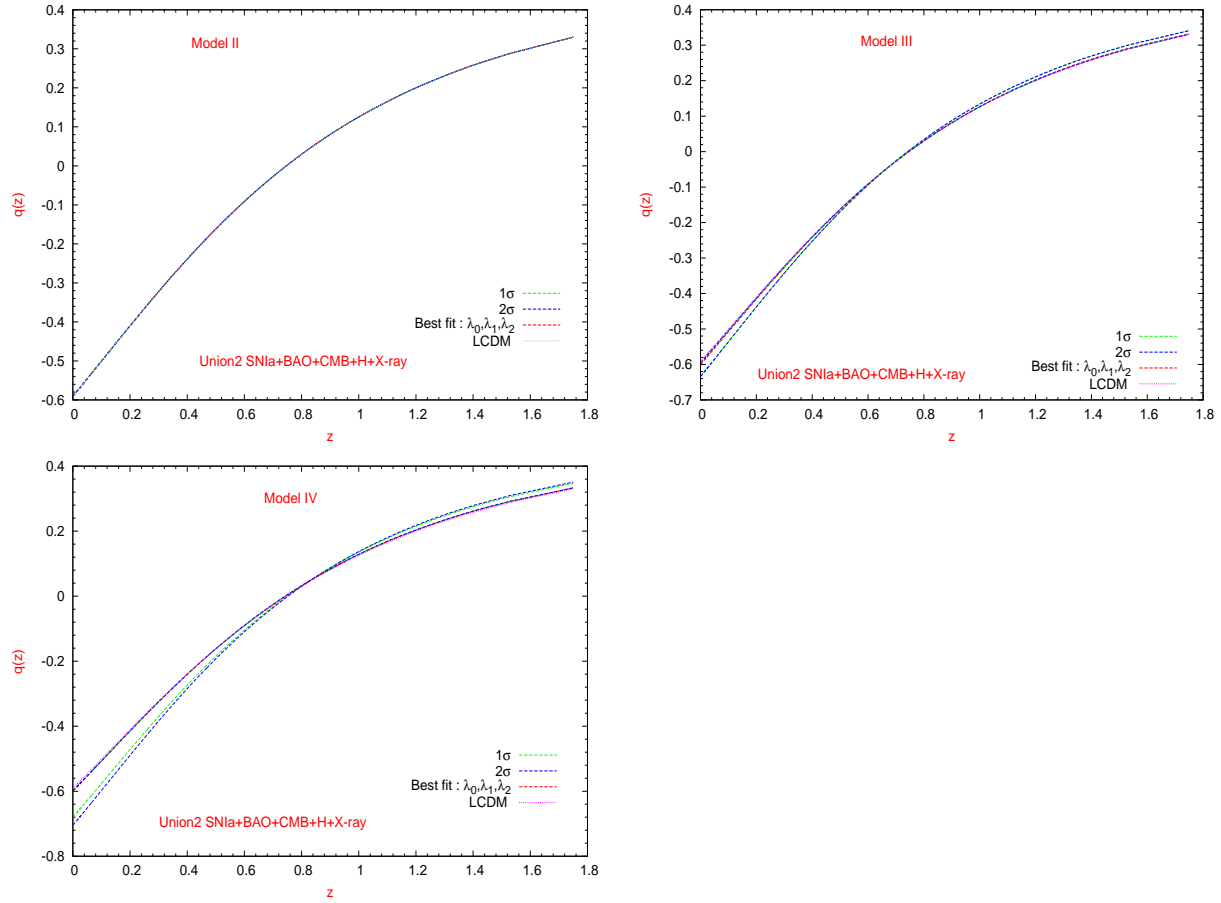 Model II
0.4
0.3
0.2
0.1
0
-0.1
-0.2
-0.3
-0.4
-0.5
-0.6
q(z)
1σ
2σ
Best fit : λ0,λ1,λ2
LCDM
Union2 SNIa+BAO+CMB+H+X-ray
0 0.2 0.4 0.6 0.8 1 1.2 1.4 1.6 1.8
z
Model III
0.4
0.3
0.2
0.1
0
-0.1
-0.2
-0.3
-0.4
-0.5
-0.6
-0.7
q(z)
1σ
2σ
Best fit : λ0,λ1,λ2
LCDM
Union2 SNIa+BAO+CMB+H+X-ray
0 0.2 0.4 0.6 0.8 1 1.2 1.4 1.6 1.8
z
Model IV
0.4
0.2
0
-0.2
-0.4
-0.6
-0.8
q(z)
1σ
2σ
Best fit : λ0,λ1,λ2
LCDM
Union2 SNIa+BAO+CMB+H+X-ray
0 0.2 0.4 0.6 0.8 1 1.2 1.4 1.6 1.8
z